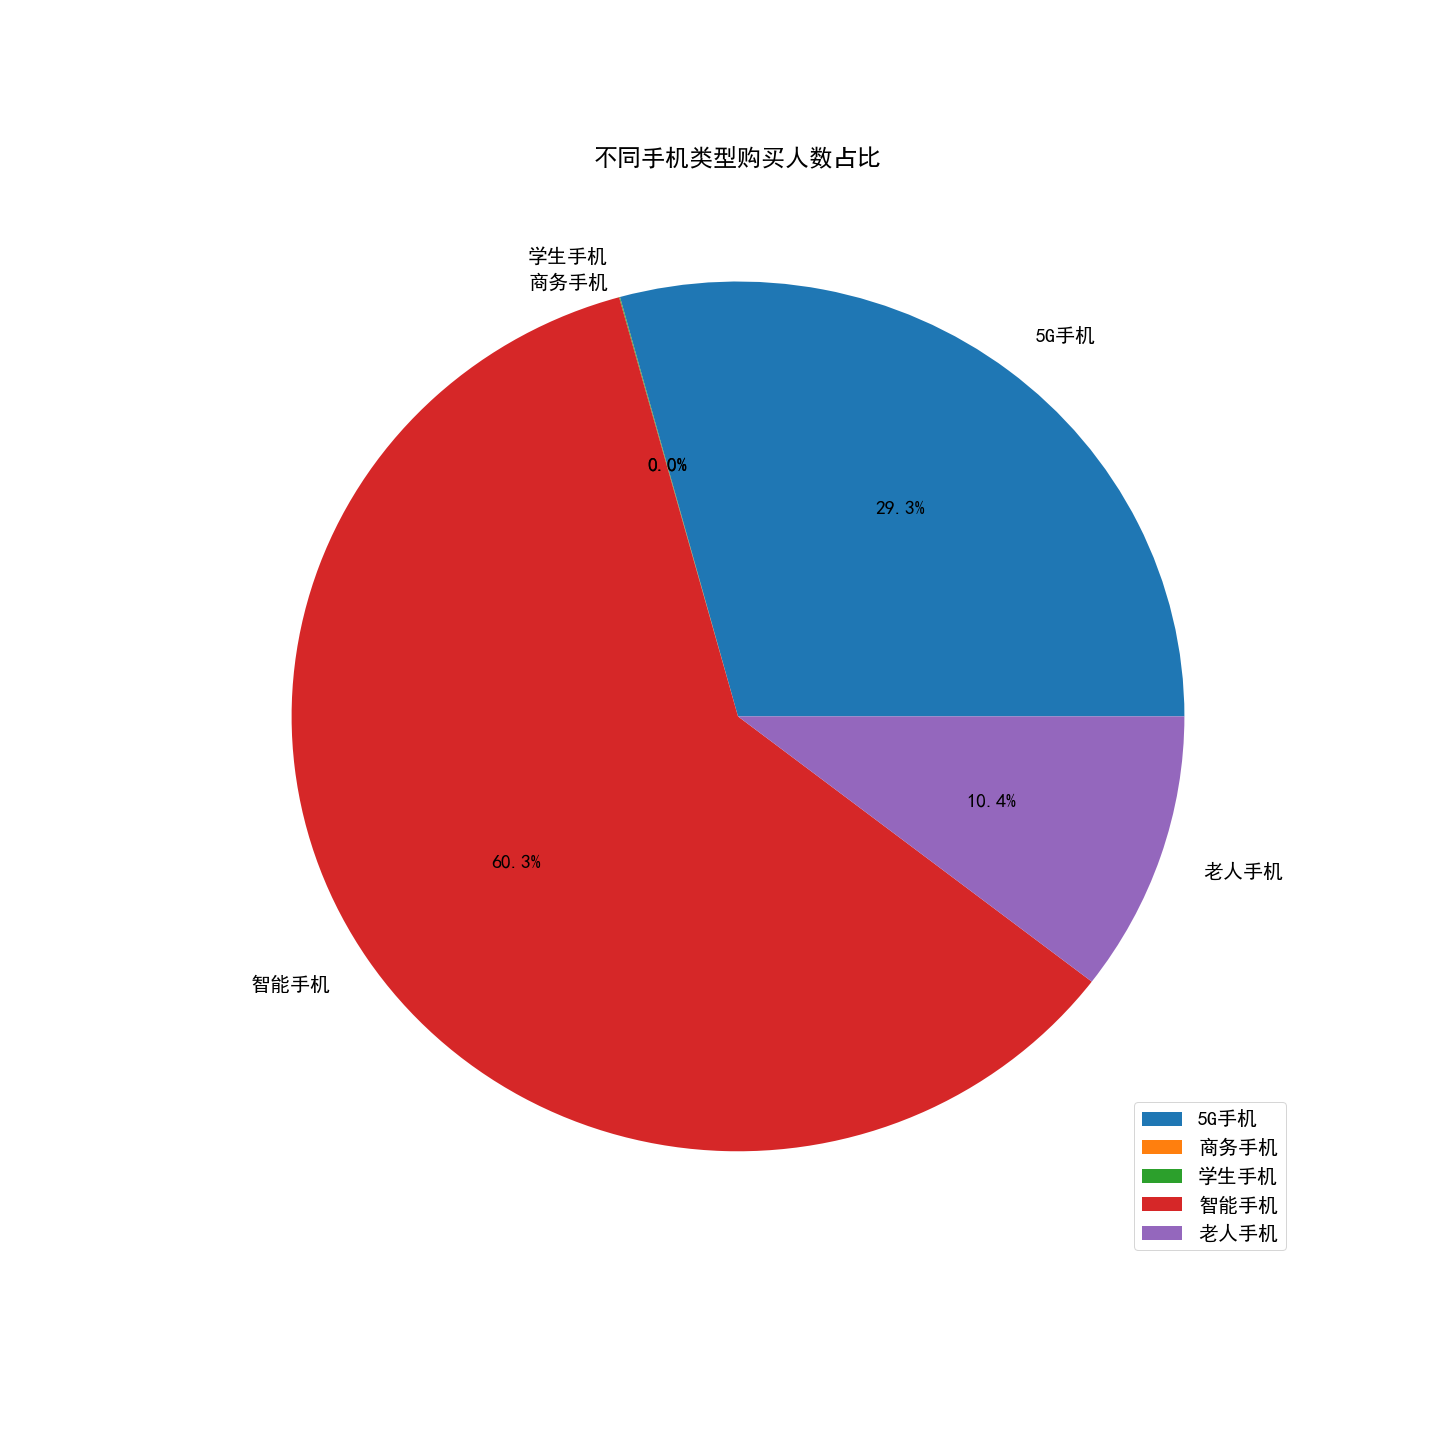 不同手机类型购买人数占比
学生手机
商务手机
5G手机
0.0%
29.3%
10.4%
60.3%
老人手机
智能手机
5G手机
商务手机
学生手机
智能手机
老人手机